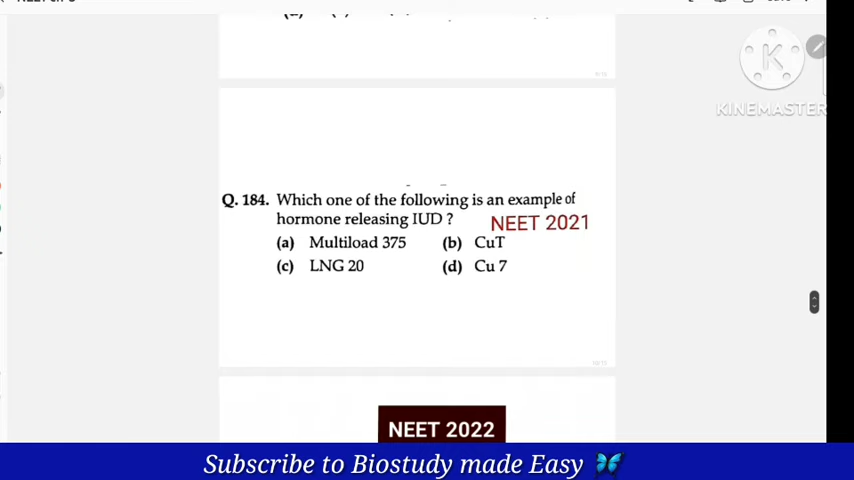 KINEMASTER
Q. 184. Which one of the following is an example of
hormone releasing IUD ?
NEET 2021
(a) Multiload 375 (b) CuT
(c) LNG 20 (d) Cu 7
NEET 2022
Subscribe to Biostudy made Easy 🦋